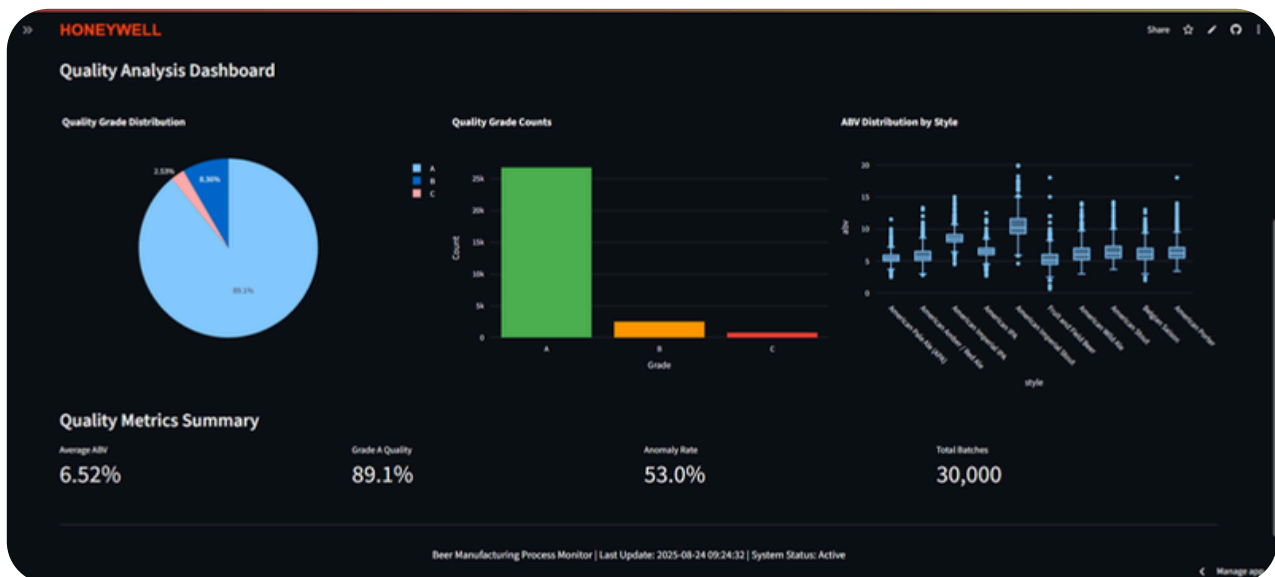 HONEYWELL
Share
Quality Analysis Dashboard
Quality Grade Distribution
2.53%
8.36%
89.1%
A
B
C
Quality Grade Counts
25k
20k
15k
10k
5k
0
Count
A
B
C
Grade
ABV Distribution by Style
20
15
10
5
0
abv
American Pale Ale (APA)
American Amber / Red Ale
American Imperial IPA
American IPA
American Imperial Stout
Fruit and Field Beer
American Wild Ale
American Stout
Belgian Saison
American Porter
style
Quality Metrics Summary
Average ABV
6.52%
Grade A Quality
89.1%
Anomaly Rate
53.0%
Total Batches
30,000
Beer Manufacturing Process Monitor | Last Update: 2025-08-24 09:24:32 | System Status: Active
Manage app